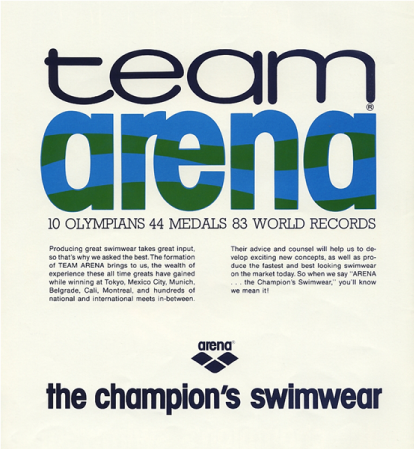 team
arena®
10 OLYMPIANS 44 MEDALS 83 WORLD RECORDS
Producing great swimwear takes great input,
so that's why we asked the best. The formation
of TEAM ARENA brings to us, the wealth of
experience these all time greats have gained
while winning at Tokyo, Mexico City, Munich,
Belgrade, Cali, Montreal, and hundreds of
national and international meets in-between.
Their advice and counsel will help us to de-
velop exciting new concepts, as well as pro-
duce the fastest and best looking swimwear
on the market today. So when we say "ARENA
. . . the Champion's Swimwear," you'll know
we mean it!
arena®
the champion's swimwear